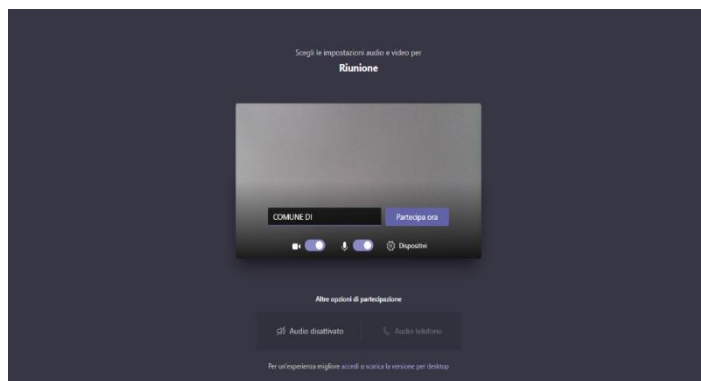 Scegli le impostazioni audio e video per
Riunione
COMUNE DI
Partecipa ora
Dispositivi
Altre opzioni di partecipazione
Audio disattivato
Audio telefono
Per un'esperienza migliore accedi o scarica la versione per desktop